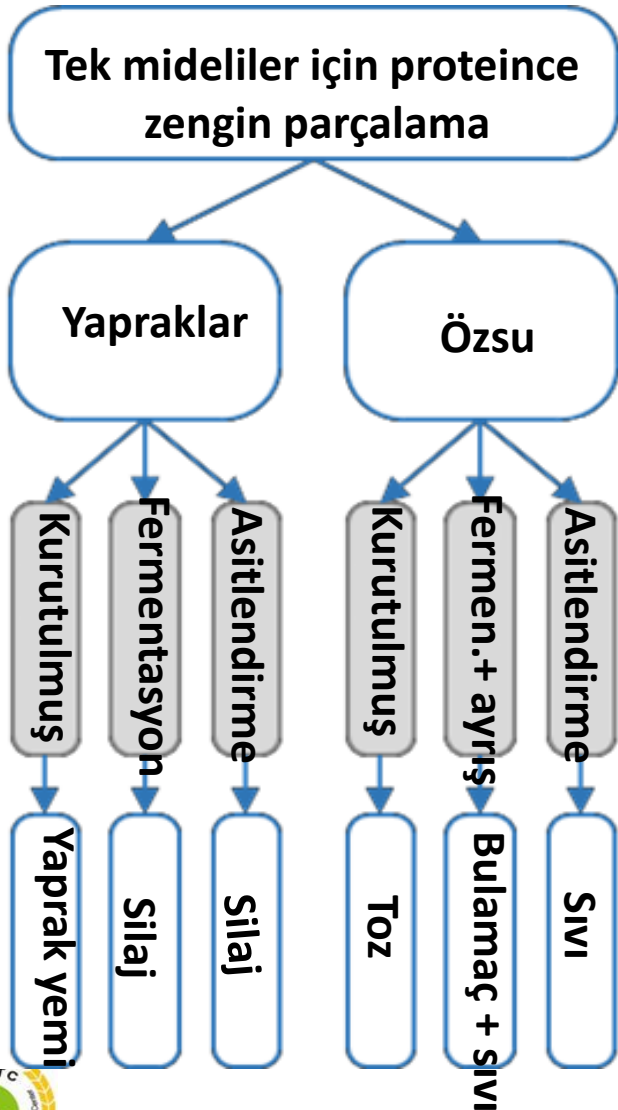 Tek mideliler için proteince
zengin parçalama
Yapraklar
Özsu
Kurutulmuş
Fermentasyon
Asitlendirme
Kurutulmuş
Fermen.+ ayrış
Asitlendirme
Yaprak yemi
Silaj
Silaj
Toz
Bulamaç + sıvı
Sıvı